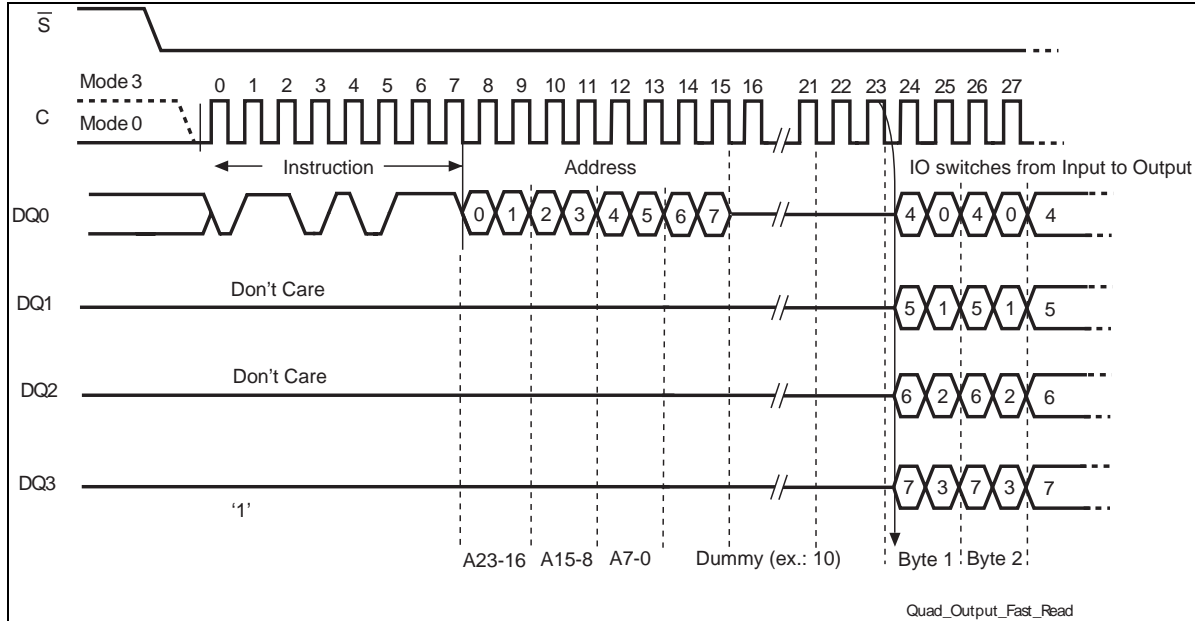 S
Mode 3
0 1 2 3 4 5 6 7 8 9 10 11 12 13 14 15 16 21 22 23 24 25 26 27
C
Mode 0
Instruction Address IO switches from Input to Output
DQ0 0 1 2 3 4 5 6 7 4 0 4 0 4
Don't Care
DQ1 5 1 5 1 5
Don't Care
DQ2 6 2 6 2 6
DQ3 7 3 7 3 7
‘1’
A23-16 A15-8 A7-0 Dummy (ex.: 10) Byte 1 Byte 2
Quad_Output_Fast_Read